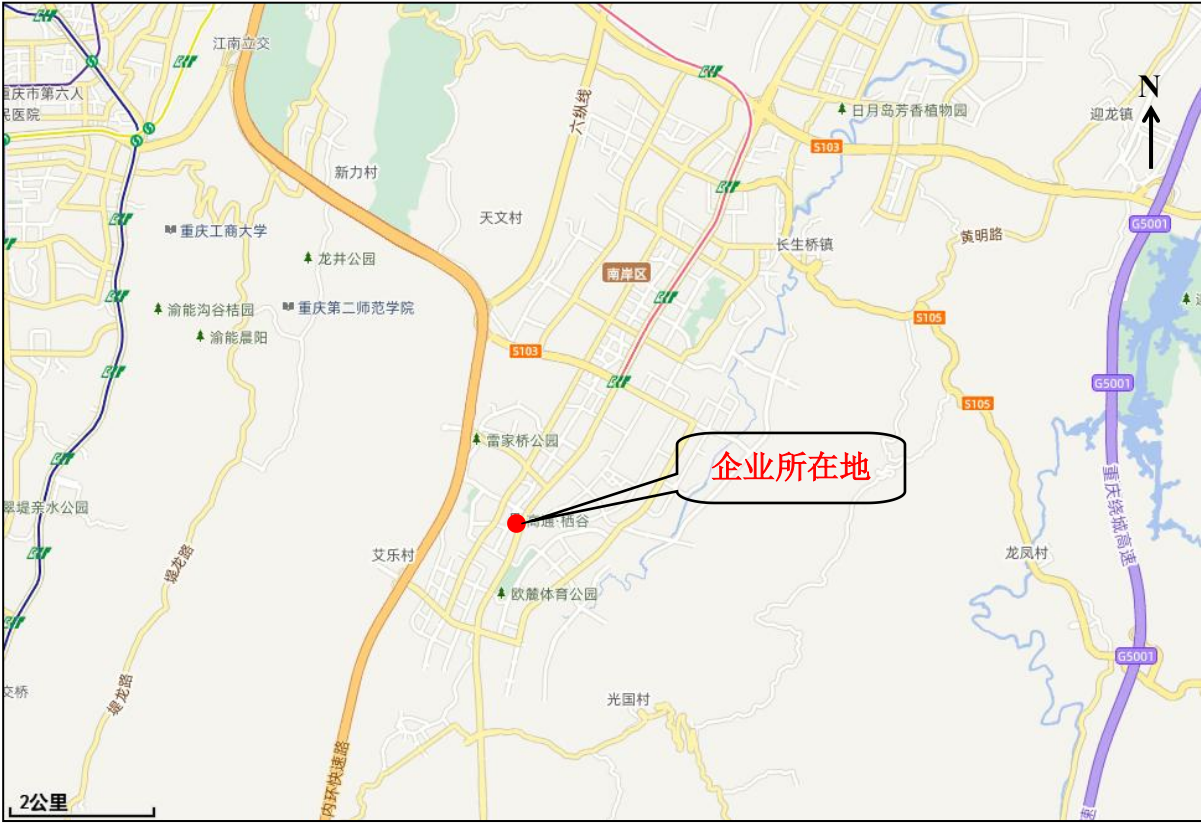 江南立交
重庆市第六人
民医院
六纵线
日月岛芳香植物园
N
迎龙镇
S103
新力村
天文村
重庆工商大学
G5001
长生桥镇
黄明路
龙井公园
南岸区
渝能沟谷桔园
重庆第二师范学院
S105
渝能晨阳
S103
G5001
S105
雷家桥公园
企业所在地
重庆绕城高速
翠堤亲水公园
高通·栖谷
艾乐村
堤龙路
龙凤村
欧麓体育公园
G5001
堤龙路
交桥
光国村
内环快速路
2公里
速